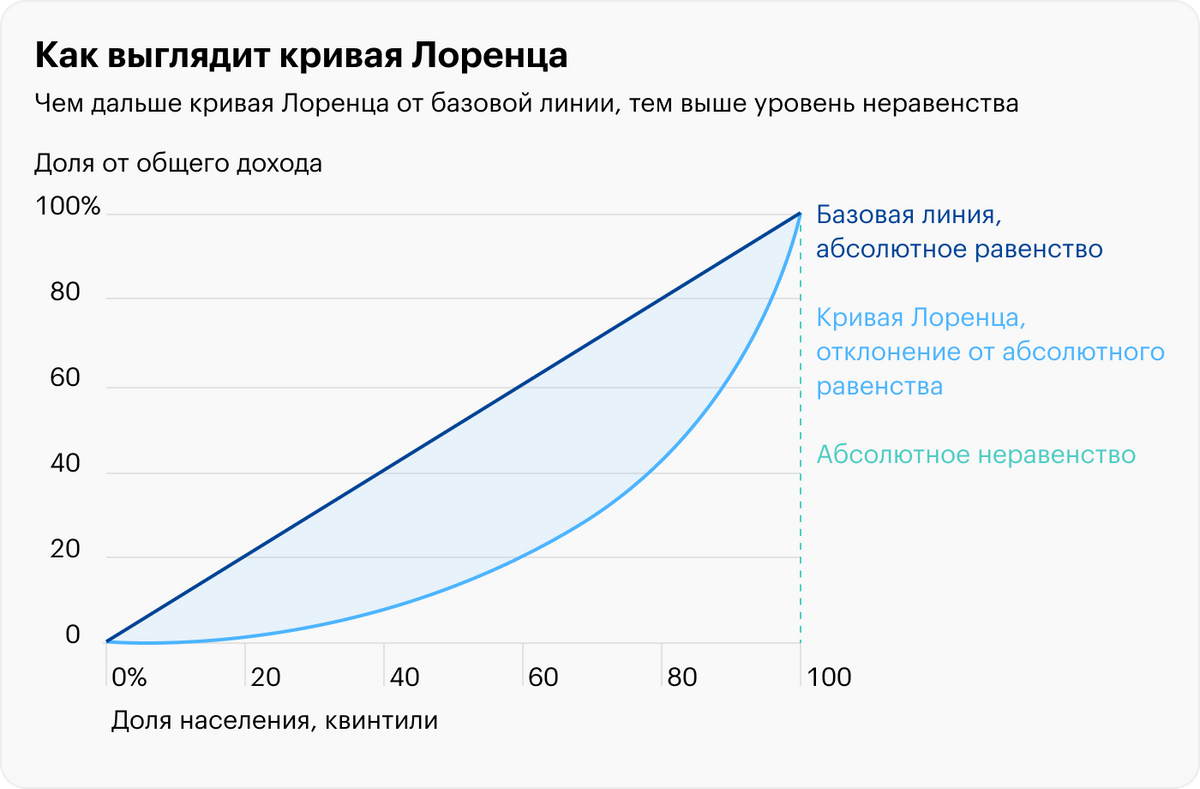 Как выглядит кривая Лоренца
Чем дальше кривая Лоренца от базовой линии, тем выше уровень неравенства
Доля от общего дохода
100%
80
60
40
20
0
Базовая линия,
абсолютное равенство
Кривая Лоренца,
отклонение от абсолютного
равенства
Абсолютное неравенство
0%
20
40
60
80
100
Доля населения, квинтили